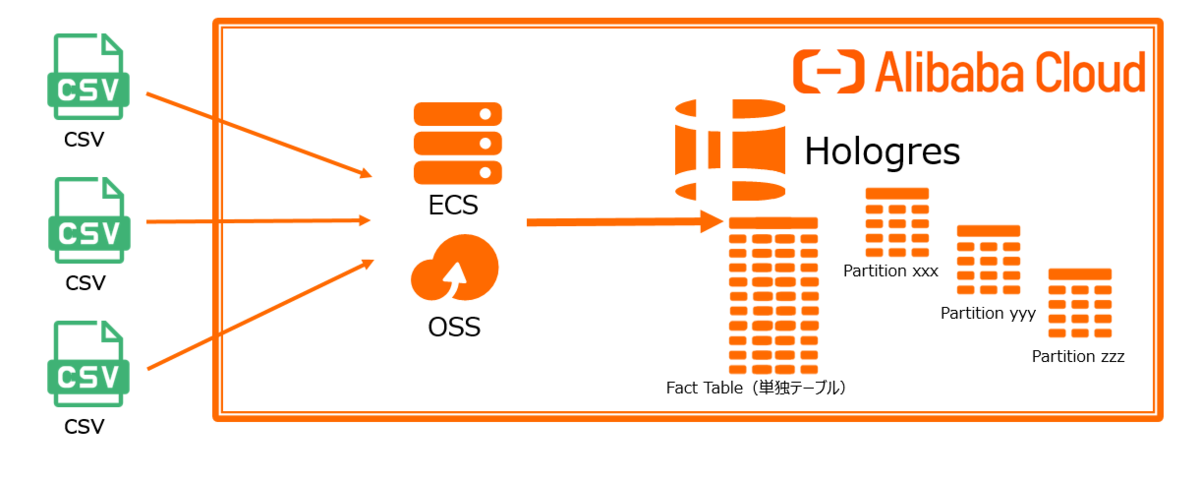 CSV
CSV
CSV
CSV
CSV
CSV
ECS
OSS
Alibaba Cloud
Hologres
Partition xxx
Partition yyy
Partition zzz
Fact Table（単独テーブル）